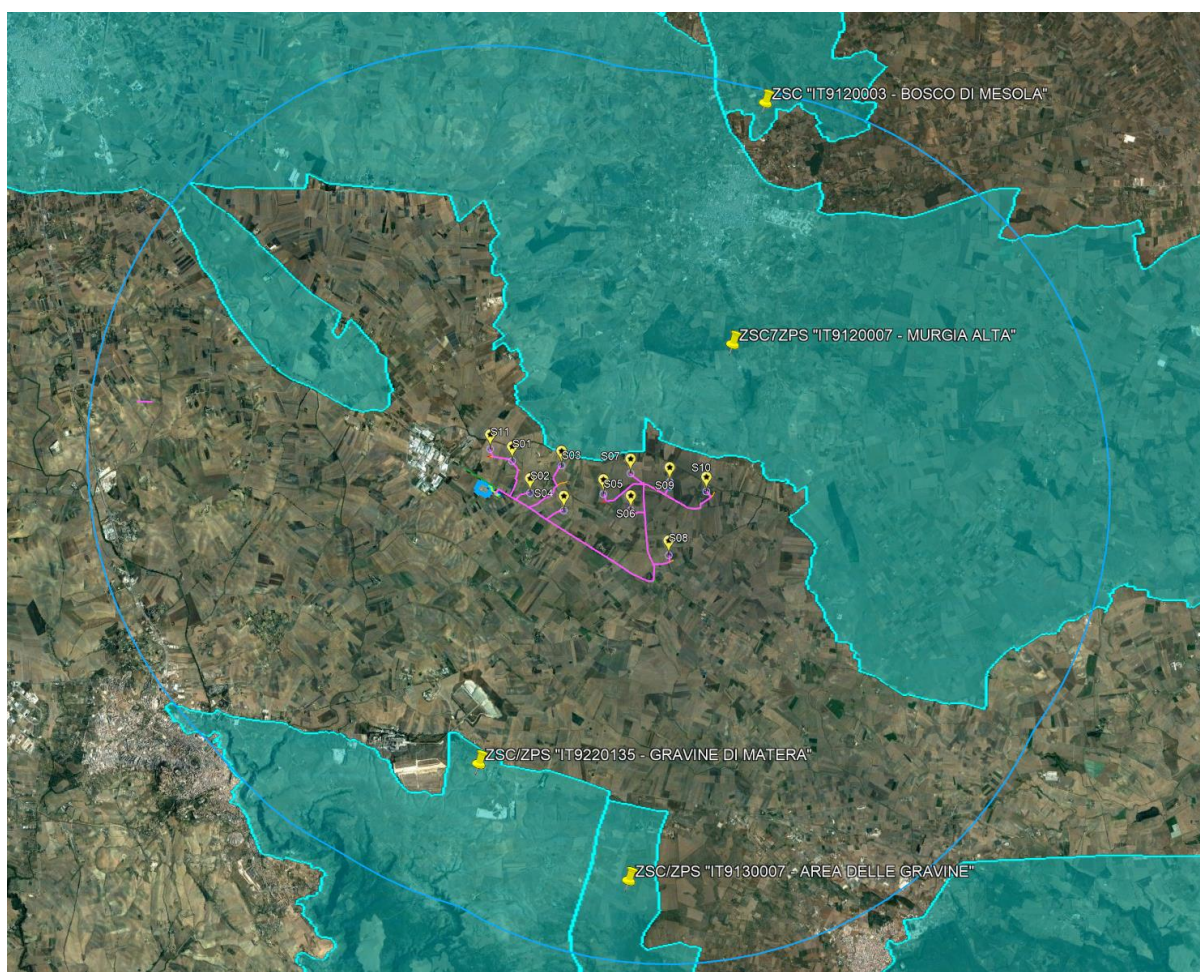 ZSC "IT9120003 - BOSCO DI MESOLA"
ZSC7ZPS "IT9120007 - MURGIA ALTA"
S11
S01
S03
S07
S02
S04
S05
S09
S10
S06
S08
ZSC/ZPS "IT9220135 - GRAVINE DI MATERA"
ZSC/ZPS "IT9130007 - AREA DELLE GRAVINE"